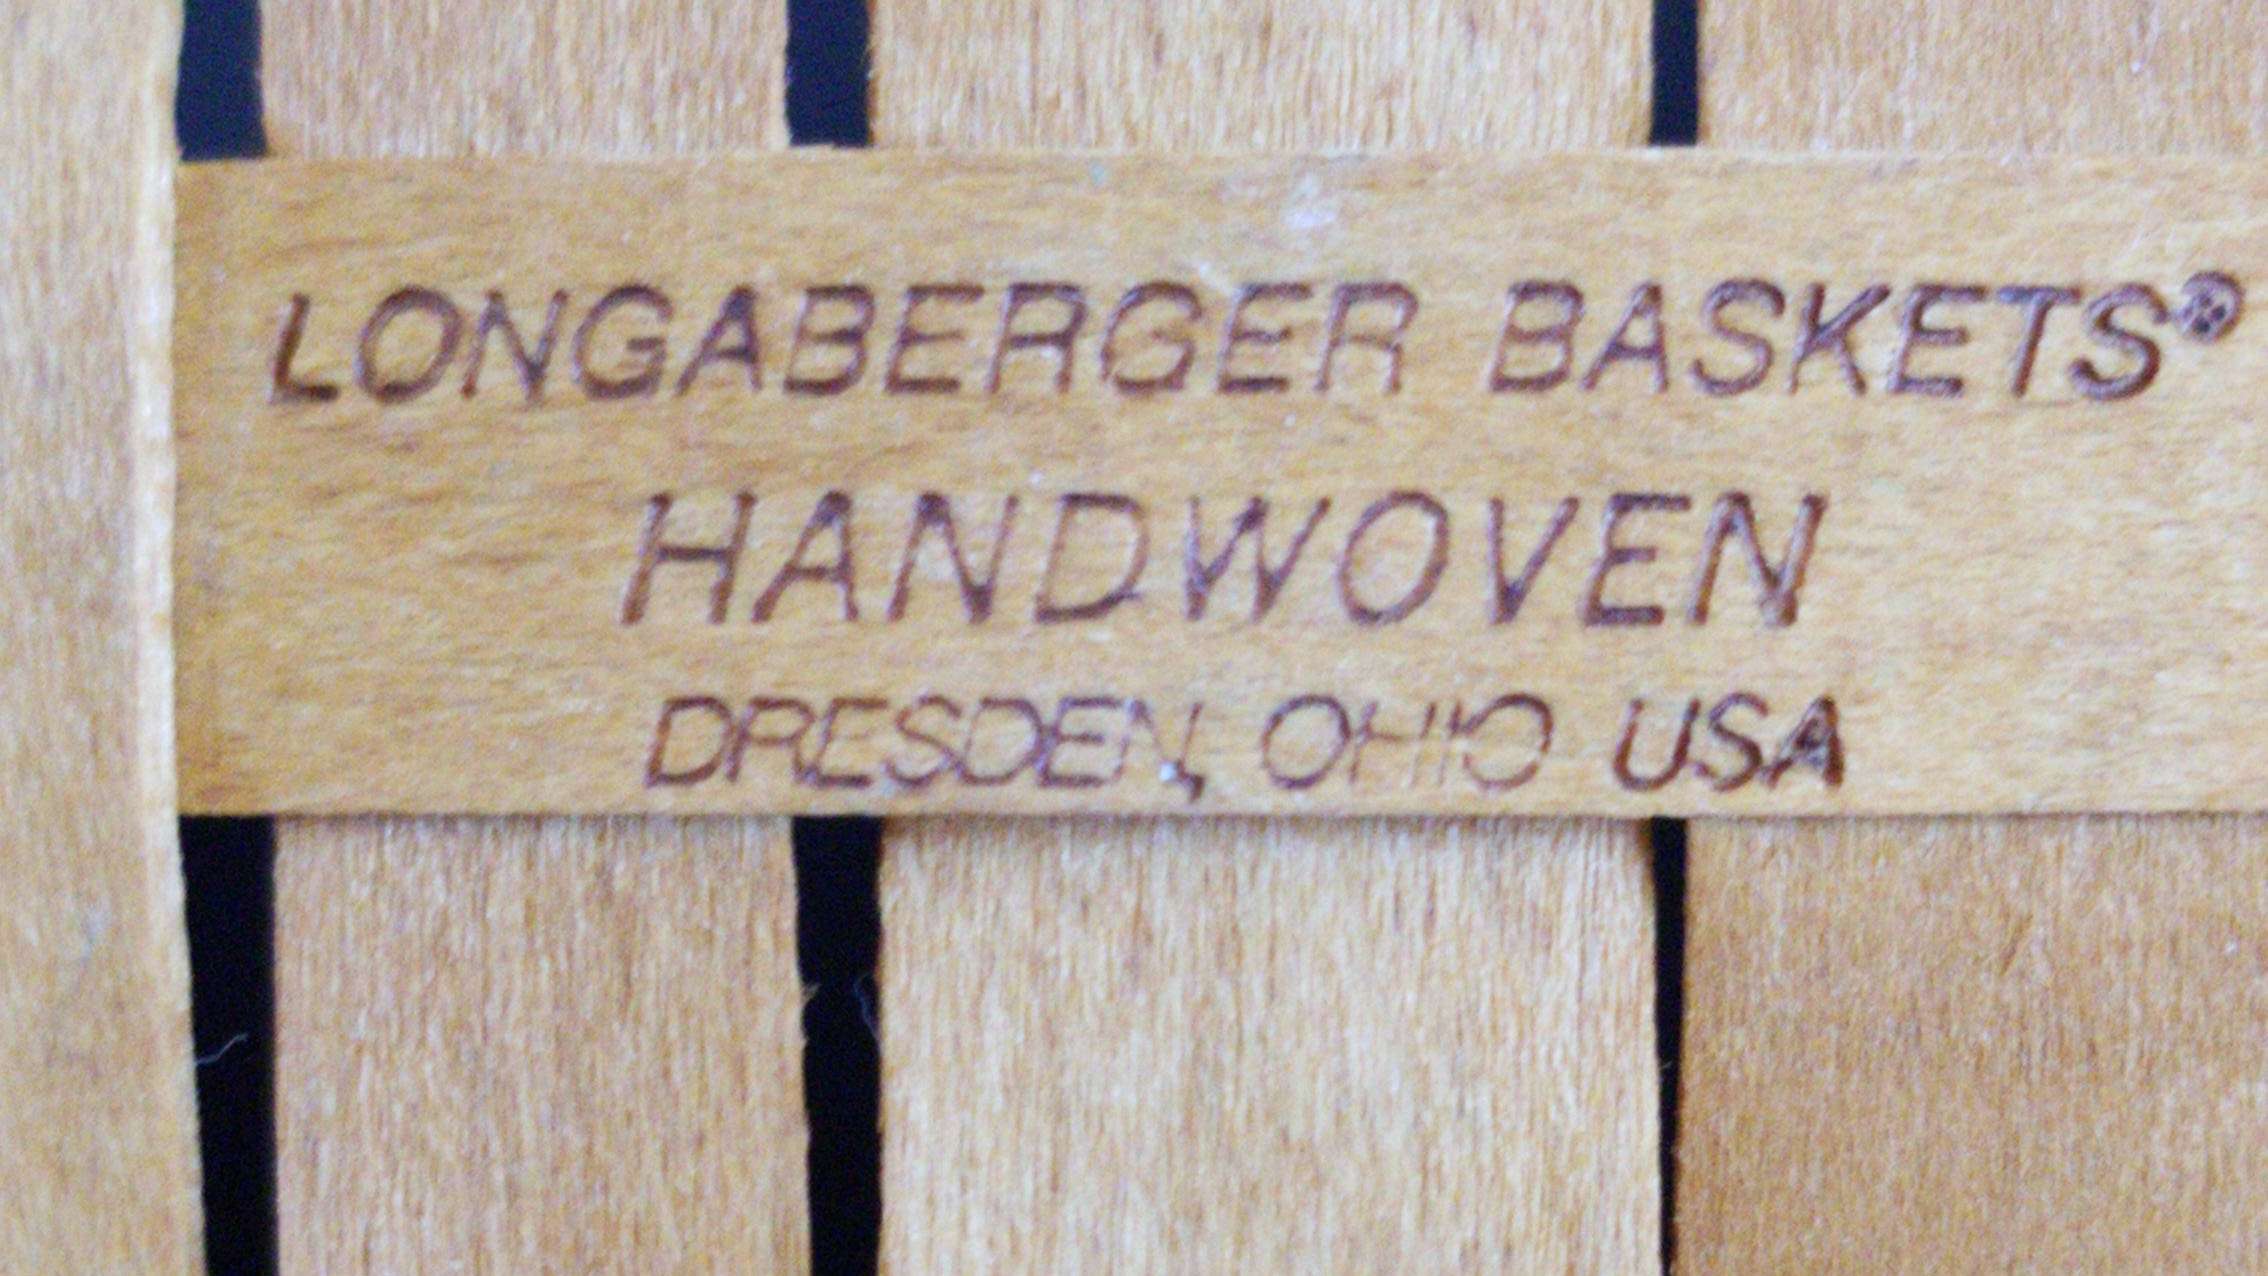 LONGABERGER BASKETS®
HANDWOVEN
DRESDEN, OHIO USA